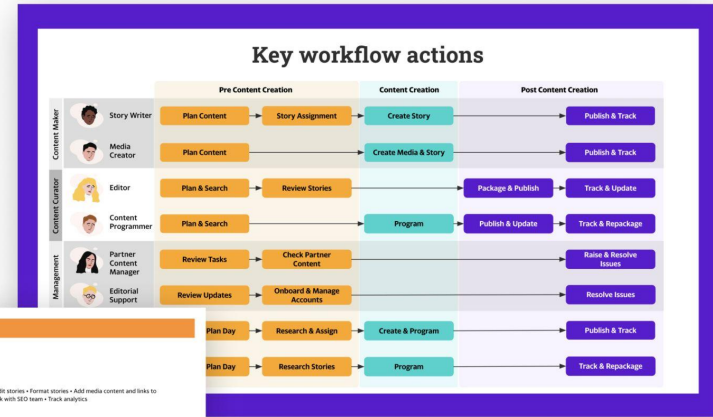 Key workflow actions
Pre Content Creation
Content Creation
Post Content Creation
Content Maker
Story Writer
Plan Content
Story Assignment
Create Story
Publish & Track
Media
Creator
Plan Content
Create Media & Story
Publish & Track
Content Curator
Editor
Plan & Search
Review Stories
Package & Publish
Track & Update
Content
Programmer
Plan & Search
Program
Publish & Update
Track & Repackage
Management
Partner
Content
Manager
Review Tasks
Check Partner
Content
Raise & Resolve
Issues
Editorial
Support
Review Updates
Onboard & Manage
Accounts
Resolve Issues
Plan Day
Research & Assign
Create & Program
Publish & Track
Plan Day
Research Stories
Program
Track & Repackage
dit stories • Format stories • Add media content and links to
k with SEO team • Track analytics